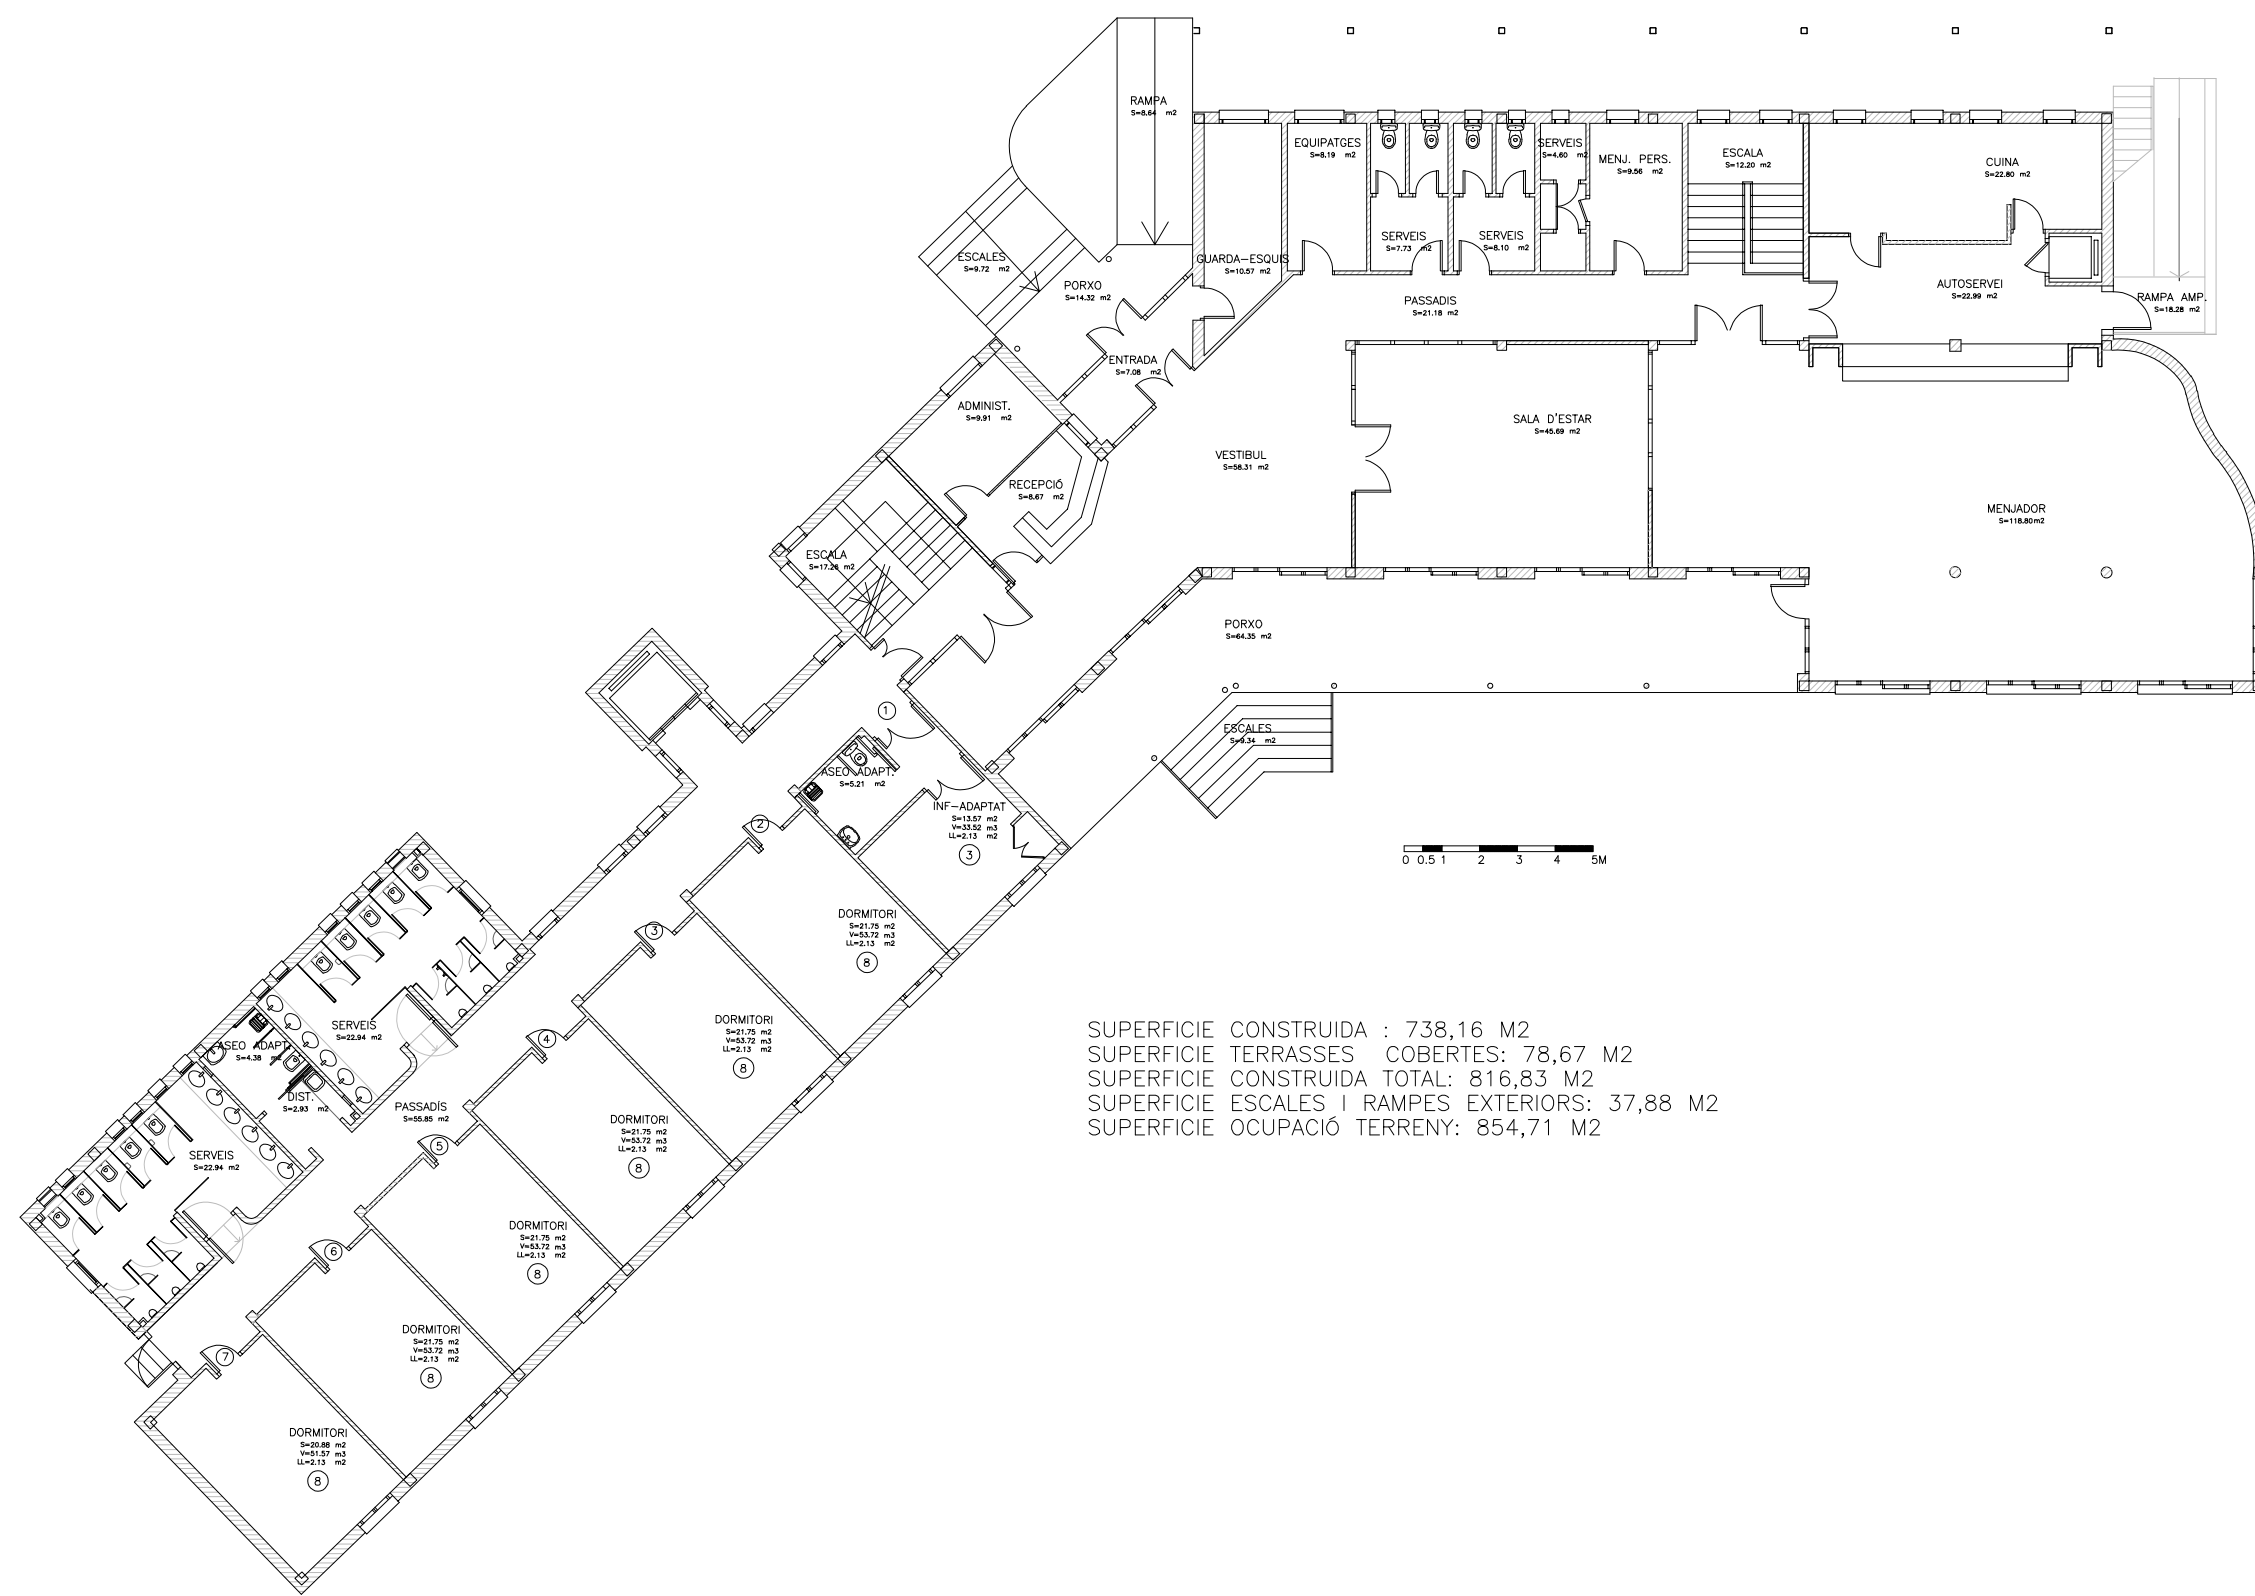 RAMPA
S=8.64 m2
EQUIPATGES
S=8.19 m2
SERVEIS
S=4.60 m2
MENJ. PERS.
S=9.56 m2
ESCALA
S=12.20 m2
CUINA
S=22.80 m2
ESCALES
S=9.72 m2
PORXO
S=14.32 m2
GUARDA-ESQUIS
S=10.57 m2
SERVEIS
S=7.73 m2
SERVEIS
S=8.10 m2
PASSADIS
S=21.18 m2
AUTOSERVEI
S=22.99 m2
RAMPA AMP.
S=18.28 m2
ENTRADA
S=7.08 m2
ADMINIST.
S=9.91 m2
SALA D'ESTAR
S=45.69 m2
VESTIBUL
S=58.31 m2
RECEPCIÓ
S=8.67 m2
MENJADOR
S=118.80m2
ESCALA
S=17.26 m2
PORXO
S=64.35 m2
1
ESCALES
S=9.34 m2
ASEO ADAPT.
S=5.21 m2
INF-ADAPTAT
S=13.57 m2
V=33.52 m3
LL=2.13 m2
3
2
0 0.5 1 2 3 4 5M
DORMITORI
S=21.75 m2
V=53.72 m3
LL=2.13 m2
8
3
DORMITORI
S=21.75 m2
V=53.72 m3
LL=2.13 m2
8
4
SERVEIS
S=22.94 m2
ASEO ADAPT.
S=4.38 m2
DIST.
S=2.93 m2
PASSADÍS
S=55.85 m2
DORMITORI
S=21.75 m2
V=53.72 m3
LL=2.13 m2
8
5
SERVEIS
S=22.94 m2
DORMITORI
S=21.75 m2
V=53.72 m3
LL=2.13 m2
8
6
DORMITORI
S=21.75 m2
V=53.72 m3
LL=2.13 m2
8
7
DORMITORI
S=20.88 m2
V=51.57 m3
LL=2.13 m2
8
SUPERFICIE CONSTRUIDA : 738,16 M2
SUPERFICIE TERRASSES COBERTES: 78,67 M2
SUPERFICIE CONSTRUIDA TOTAL: 816,83 M2
SUPERFICIE ESCALES I RAMPES EXTERIORS: 37,88 M2
SUPERFICIE OCUPACIÓ TERRENY: 854,71 M2